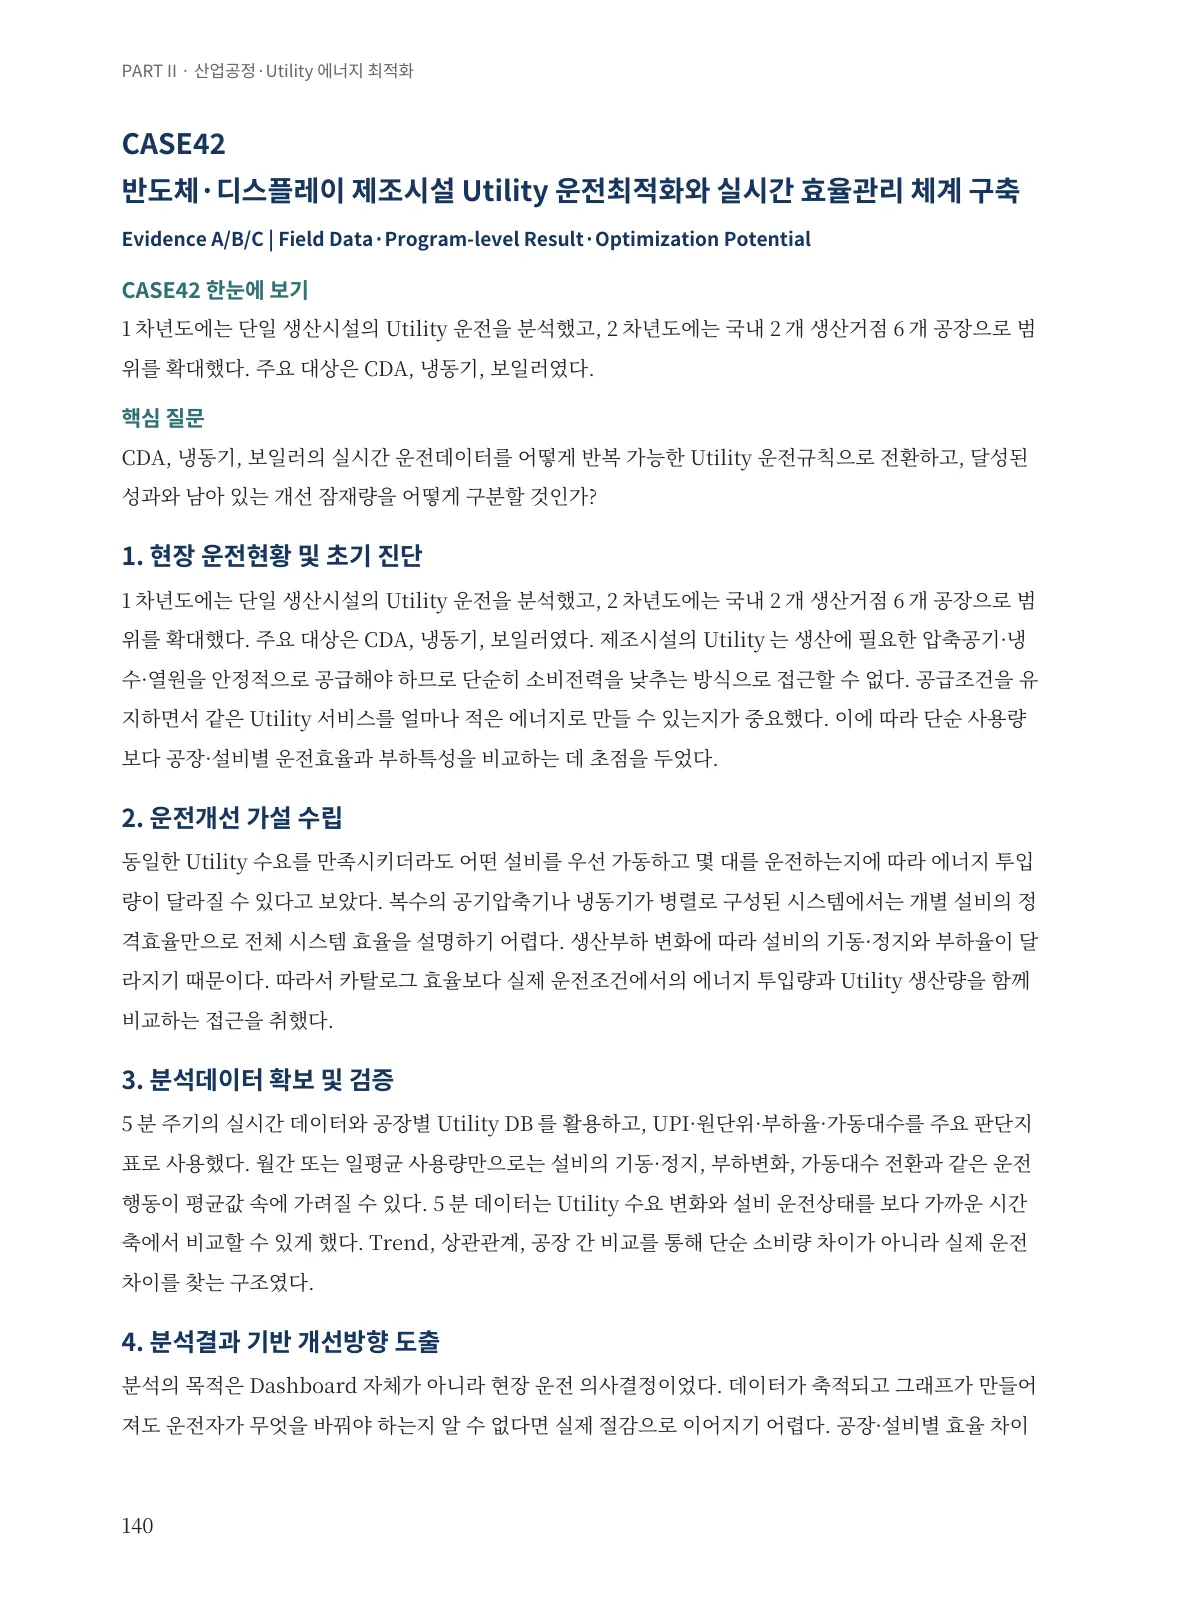 PART II · 산업공정·Utility 에너지 최적화
CASE42
반도체·디스플레이 제조시설 Utility 운전최적화와 실시간 효율관리 체계 구축
Evidence A/B/C | Field Data·Program-level Result·Optimization Potential
CASE42 한눈에 보기
1차년도에는 단일 생산시설의 Utility 운전을 분석했고, 2차년도에는 국내 2개 생산거점 6개 공장으로 범
위를 확대했다. 주요 대상은 CDA, 냉동기, 보일러였다.
핵심 질문
CDA, 냉동기, 보일러의 실시간 운전데이터를 어떻게 반복 가능한 Utility 운전규칙으로 전환하고, 달성된
성과와 남아 있는 개선 잠재량을 어떻게 구분할 것인가?
1. 현장 운전현황 및 초기 진단
1차년도에는 단일 생산시설의 Utility 운전을 분석했고, 2차년도에는 국내 2개 생산거점 6개 공장으로 범
위를 확대했다. 주요 대상은 CDA, 냉동기, 보일러였다. 제조시설의 Utility는 생산에 필요한 압축공기·냉
수·열원을 안정적으로 공급해야 하므로 단순히 소비전력을 낮추는 방식으로 접근할 수 없다. 공급조건을 유
지하면서 같은 Utility 서비스를 얼마나 적은 에너지로 만들 수 있는지가 중요했다. 이에 따라 단순 사용량
보다 공장·설비별 운전효율과 부하특성을 비교하는 데 초점을 두었다.
2. 운전개선 가설 수립
동일한 Utility 수요를 만족시키더라도 어떤 설비를 우선 가동하고 몇 대를 운전하는지에 따라 에너지 투입
량이 달라질 수 있다고 보았다. 복수의 공기압축기나 냉동기가 병렬로 구성된 시스템에서는 개별 설비의 정
격효율만으로 전체 시스템 효율을 설명하기 어렵다. 생산부하 변화에 따라 설비의 기동·정지와 부하율이 달
라지기 때문이다. 따라서 카탈로그 효율보다 실제 운전조건에서의 에너지 투입량과 Utility 생산량을 함께
비교하는 접근을 취했다.
3. 분석데이터 확보 및 검증
5분 주기의 실시간 데이터와 공장별 Utility DB를 활용하고, UPI·원단위·부하율·가동대수를 주요 판단지
표로 사용했다. 월간 또는 일평균 사용량만으로는 설비의 기동·정지, 부하변화, 가동대수 전환과 같은 운전
행동이 평균값 속에 가려질 수 있다. 5분 데이터는 Utility 수요 변화와 설비 운전상태를 보다 가까운 시간
축에서 비교할 수 있게 했다. Trend, 상관관계, 공장 간 비교를 통해 단순 소비량 차이가 아니라 실제 운전
차이를 찾는 구조였다.
4. 분석결과 기반 개선방향 도출
분석의 목적은 Dashboard 자체가 아니라 현장 운전 의사결정이었다. 데이터가 축적되고 그래프가 만들어
져도 운전자가 무엇을 바꿔야 하는지 알 수 없다면 실제 절감으로 이어지기 어렵다. 공장·설비별 효율 차이
140